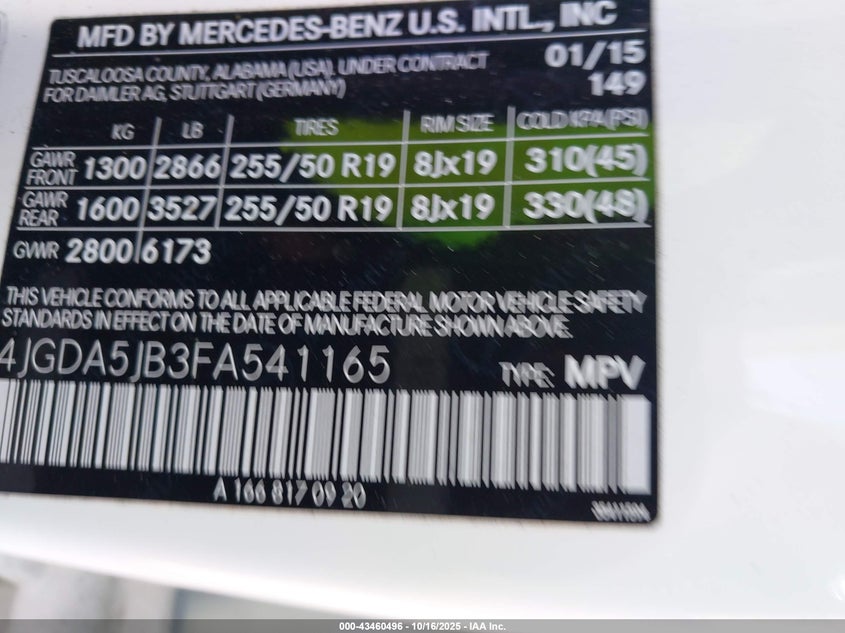 MFD BY MERCEDES-BENZ U.S. INTL., INC
TUSCALOOSA COUNTY, ALABAMA (USA), UNDER CONTRACT 01/15
FOR DAIMLER AG, STUTTGART (GERMANY) 149
KG LB TIRES RIM SIZE COLD KPA (PSI)
GAWR FRONT 1300 2866 255/50 R19 8Jx19 310(45)
GAWR REAR 1600 3527 255/50 R19 8Jx19 330(48)
GVWR 2800 6173
THIS VEHICLE CONFORMS TO ALL APPLICABLE FEDERAL MOTOR VEHICLE SAFETY
STANDARDS IN EFFECT ON THE DATE OF MANUFACTURE SHOWN ABOVE.
4JGDA5JB3FA541165 TYPE: MPV
A 166 817 09 20
000-43460496 - 10/16/2025 - IAA Inc.